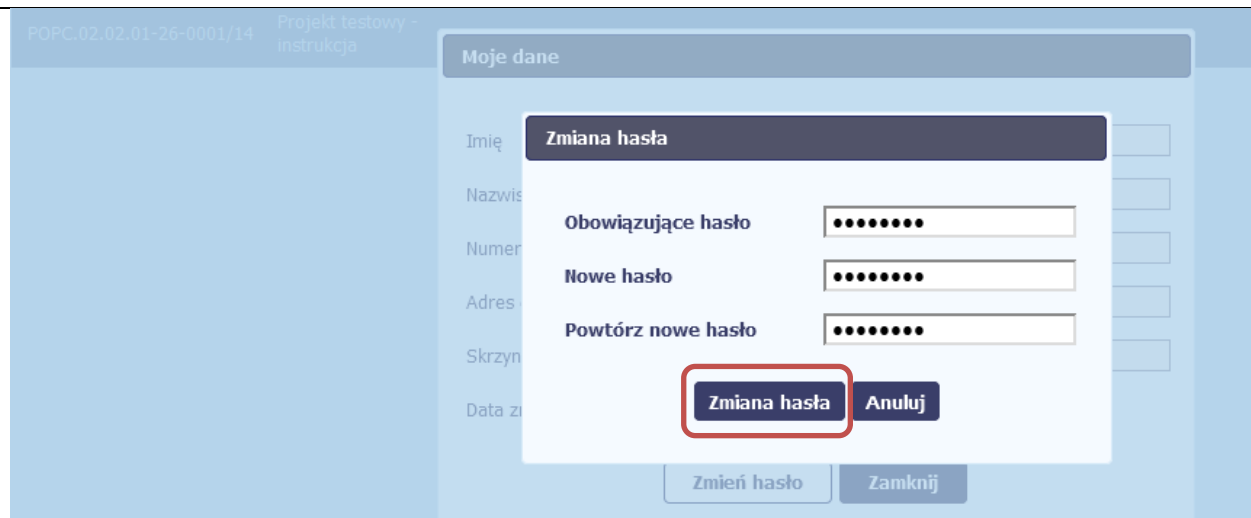 POPC.02.02.01-26-0001/14
Projekt testowy -
instrukcja
Moje dane
Zmiana hasła
Imię
Nazwis
Obowiązujące hasło
Numer
Nowe hasło
Adres
Powtórz nowe hasło
Skrzyn
Zmiana hasła Anuluj
Data
Zmień hasło Zamknij